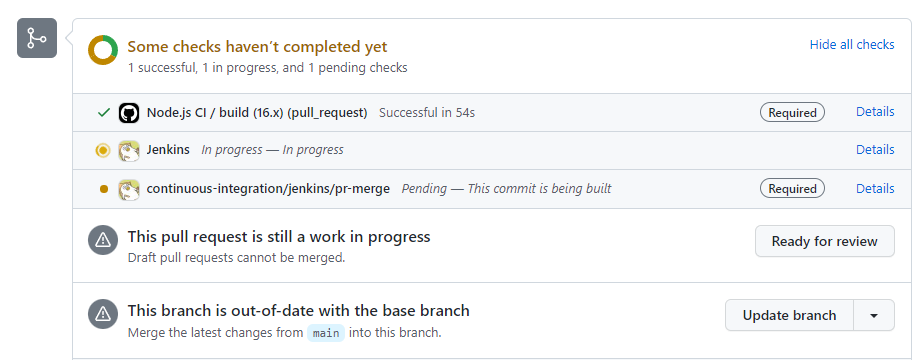 Some checks haven't completed yet
Hide all checks
1 successful, 1 in progress, and 1 pending checks
Node.js CI / build (16.x) (pull_request) Successful in 54s Required Details
Jenkins In progress — In progress Details
continuous-integration/jenkins/pr-merge Pending — This commit is being built Required Details
This pull request is still a work in progress
Draft pull requests cannot be merged.
Ready for review
This branch is out-of-date with the base branch
Merge the latest changes from main into this branch.
Update branch